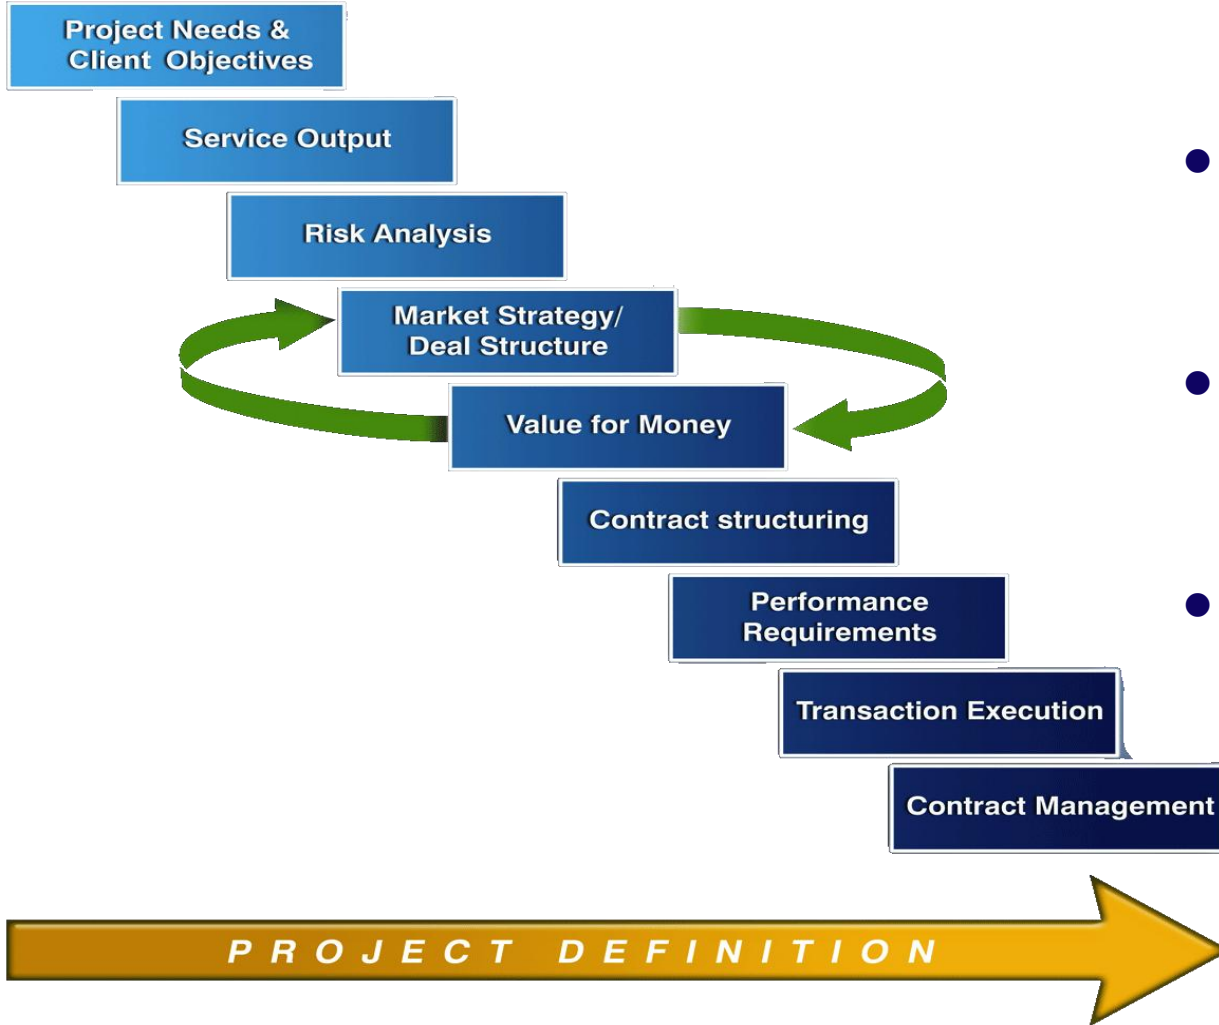 Project Needs &
Client Objectives
Service Output
Risk Analysis
Market Strategy/
Deal Structure
Value for Money
Contract structuring
Performance
Requirements
Transaction Execution
Contract Management
PROJECT DEFINITION